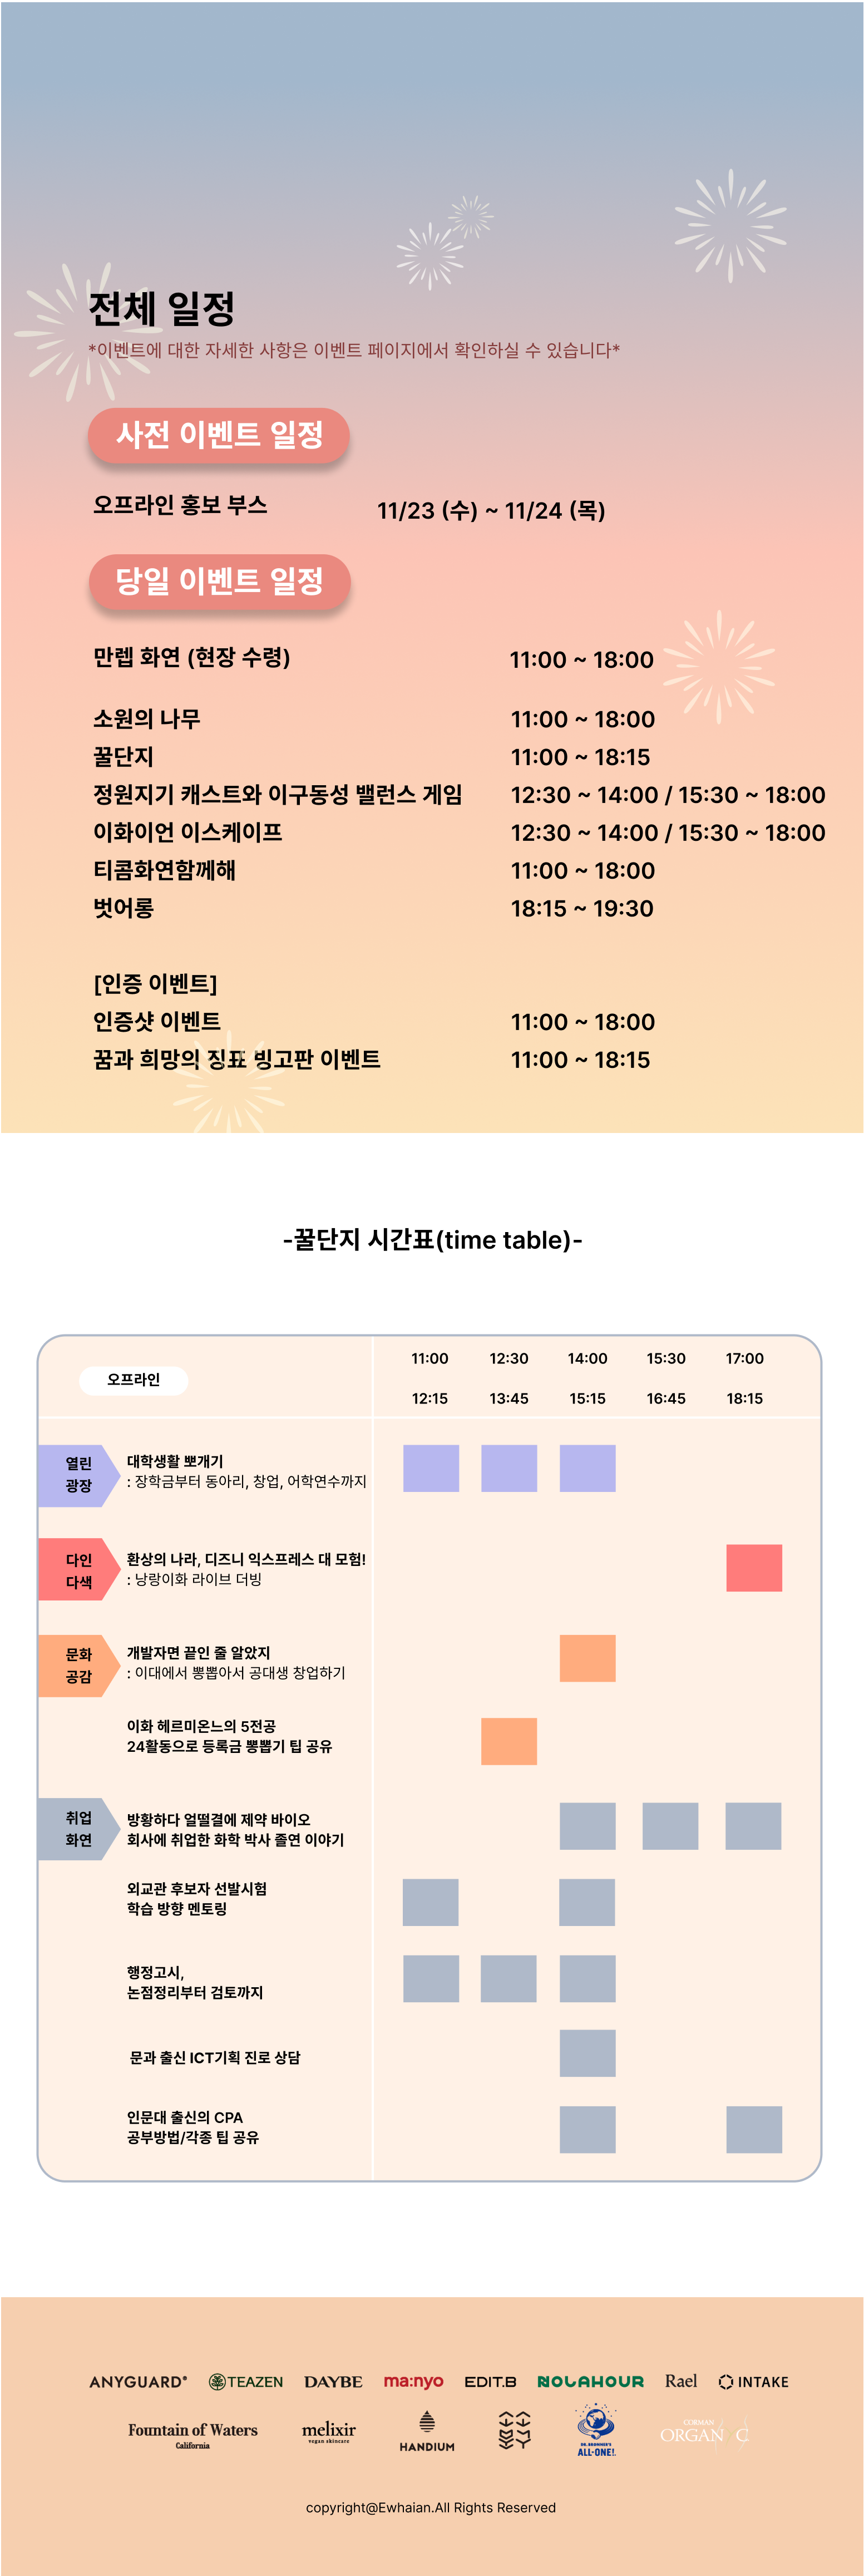 전체 일정
*이벤트에 대한 자세한 사항은 이벤트 페이지에서 확인하실 수 있습니다*
사전 이벤트 일정
오프라인 홍보 부스 11/23 (수) ~ 11/24 (목)
당일 이벤트 일정
만렙 화연 (현장 수령) 11:00 ~ 18:00
소원의 나무 11:00 ~ 18:00
꿀단지 11:00 ~ 18:15
정원지기 캐스트와 이구동성 밸런스 게임 12:30 ~ 14:00 / 15:30 ~ 18:00
이화이언 이스케이프 12:30 ~ 14:00 / 15:30 ~ 18:00
티콤화연함께해 11:00 ~ 18:00
벗어롱 18:15 ~ 19:30
[인증 이벤트]
인증샷 이벤트 11:00 ~ 18:00
꿈과 희망의 징표 빙고판 이벤트 11:00 ~ 18:15
-꿀단지 시간표(time table)-
오프라인
11:00 12:30 14:00 15:30 17:00
12:15 13:45 15:15 16:45 18:15
열린
광장
대학생활 뽀개기
: 장학금부터 동아리, 창업, 어학연수까지
다인
다색
환상의 나라, 디즈니 익스프레스 대 모험!
: 낭랑이화 라이브 더빙
문화
공감
개발자면 끝인 줄 알았지
: 이대에서 뽕뽑아서 공대생 창업하기
이화 헤르미온느의 5전공
24활동으로 등록금 뽕뽑기 팁 공유
취업
화연
방황하다 얼떨결에 제약 바이오
회사에 취업한 화학 박사 졸연 이야기
외교관 후보자 선발시험
학습 방향 멘토링
행정고시,
논점정리부터 검토까지
문과 출신 ICT기획 진로 상담
인문대 출신의 CPA
공부방법/각종 팁 공유
ANYGUARD® TEAZEN DAYBE ma:nyo EDIT.B NOLAHOUR Rael INTAKE
Fountain of Waters
California
melixir
vegan skincare
HANDIUM
DR. BRONNER'S
ALL-ONE!
CORMAN
ORGAN C
copyright@Ewhaian.All Rights Reserved